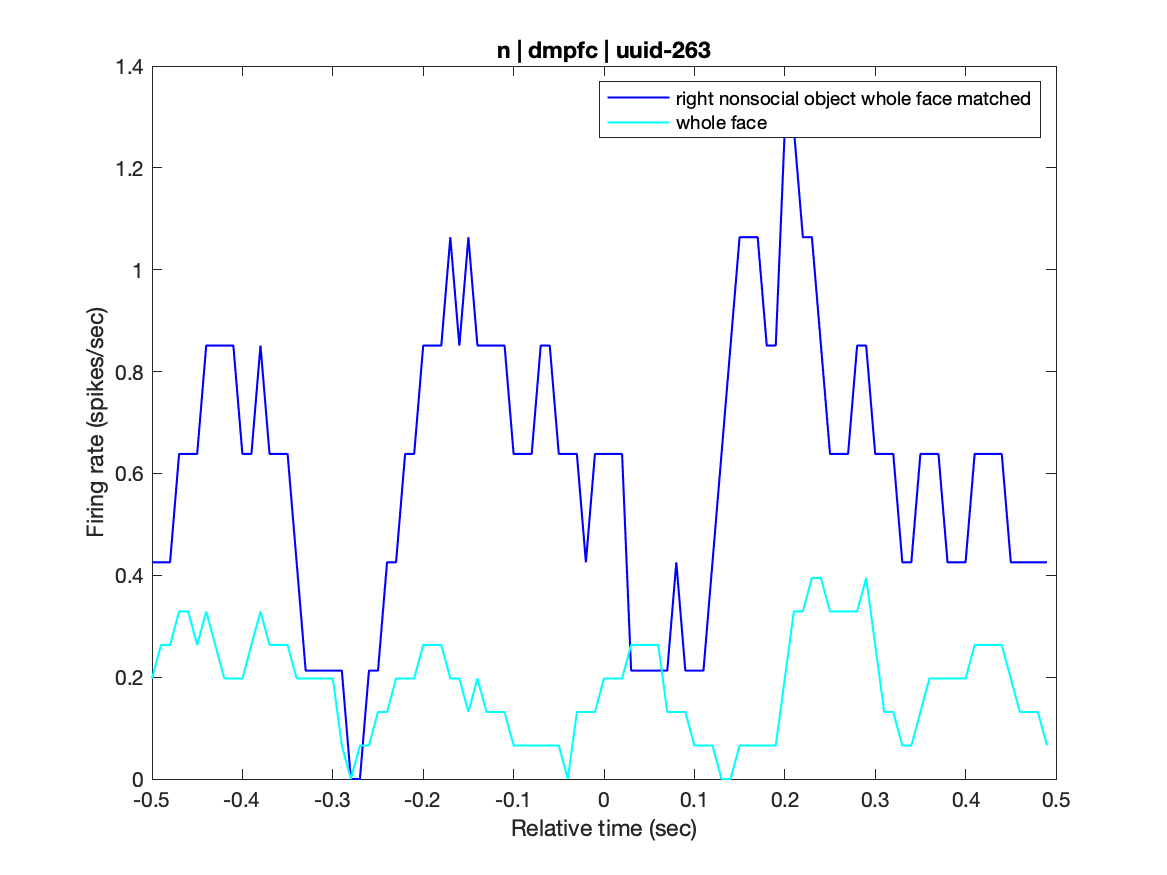 n | dmpfc | uuid-263
right nonsocial object whole face matched
whole face
1.4
1.2
1
0.8
0.6
0.4
0.2
0
Firing rate (spikes/sec)
-0.5 -0.4 -0.3 -0.2 -0.1 0 0.1 0.2 0.3 0.4 0.5
Relative time (sec)